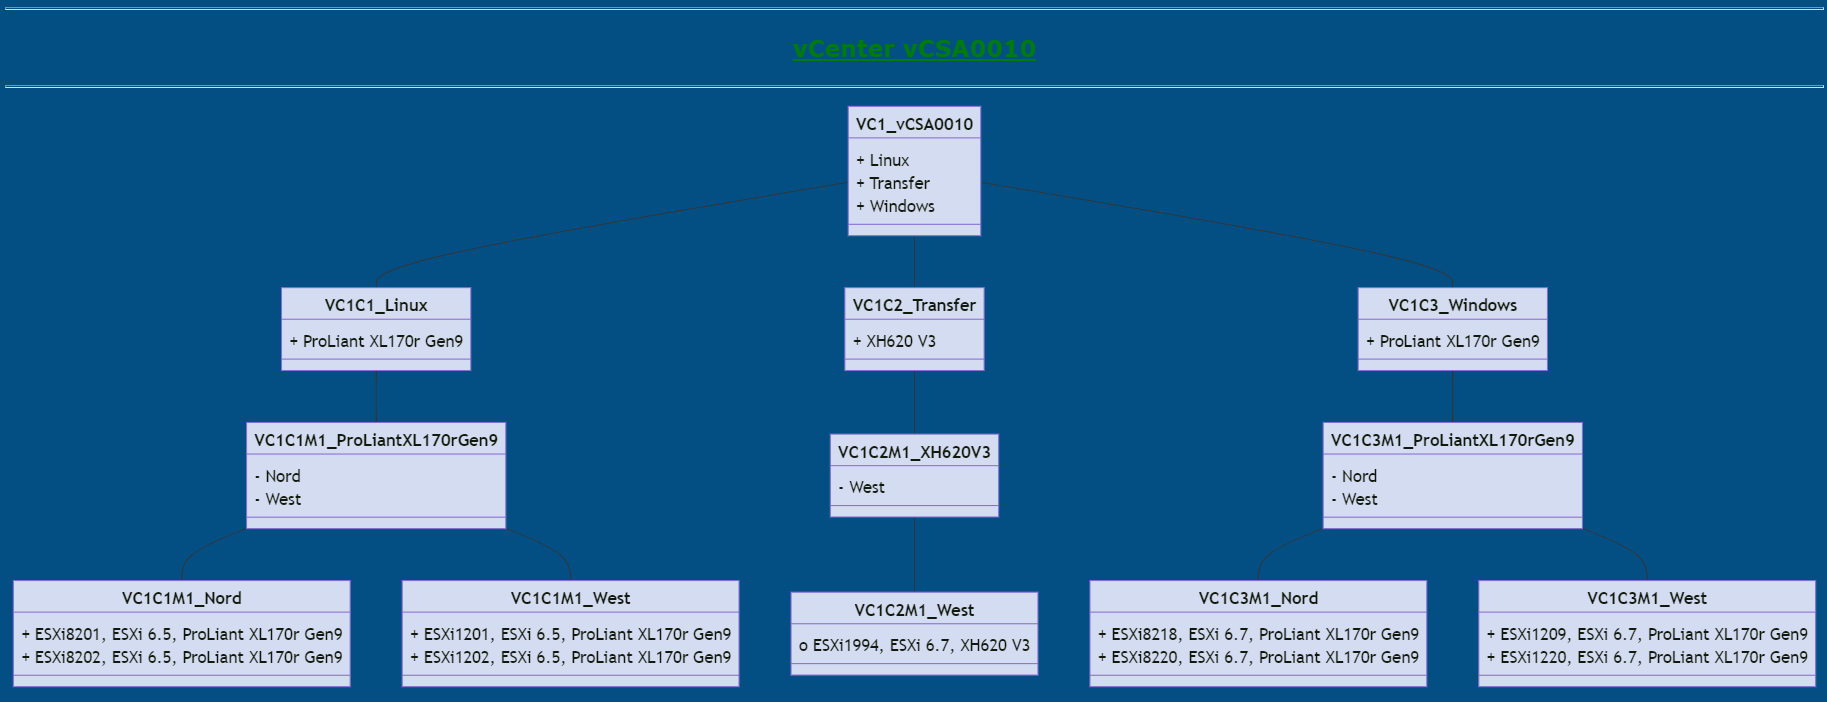 vCenter vCSA0010
VC1_vCSA0010
+ Linux
+ Transfer
+ Windows
VC1C1_Linux
+ ProLiant XL170r Gen9
VC1C2_Transfer
+ XH620 V3
VC1C3_Windows
+ ProLiant XL170r Gen9
VC1C1M1_ProLiantXL170rGen9
- Nord
- West
VC1C2M1_XH620V3
- West
VC1C3M1_ProLiantXL170rGen9
- Nord
- West
VC1C1M1_Nord
+ ESXi8201, ESXi 6.5, ProLiant XL170r Gen9
+ ESXi8202, ESXi 6.5, ProLiant XL170r Gen9
VC1C1M1_West
+ ESXi1201, ESXi 6.5, ProLiant XL170r Gen9
+ ESXi1202, ESXi 6.5, ProLiant XL170r Gen9
VC1C2M1_West
o ESXi1994, ESXi 6.7, XH620 V3
VC1C3M1_Nord
+ ESXi8218, ESXi 6.7, ProLiant XL170r Gen9
+ ESXi8220, ESXi 6.7, ProLiant XL170r Gen9
VC1C3M1_West
+ ESXi1209, ESXi 6.7, ProLiant XL170r Gen9
+ ESXi1220, ESXi 6.7, ProLiant XL170r Gen9